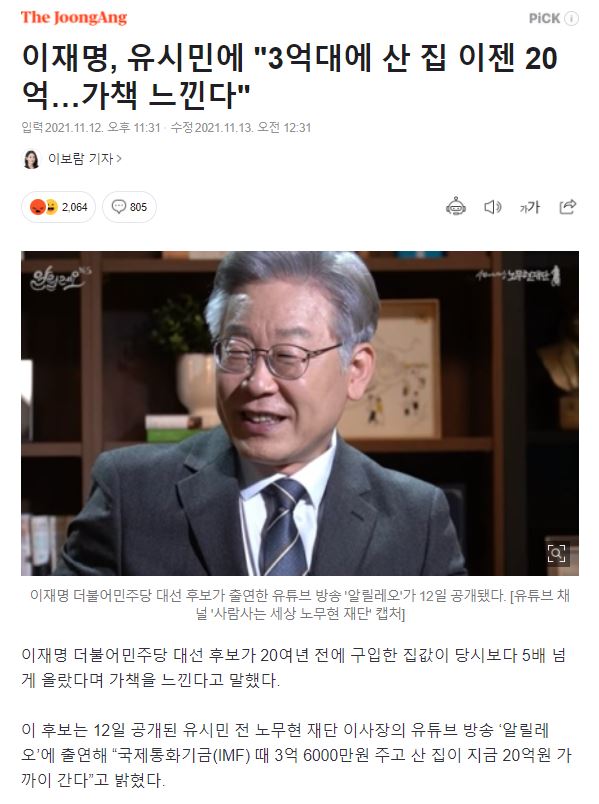 The JoongAng
PiCK
이재명, 유시민에 "3억대에 산 집 이젠 20
억…가책 느낀다"
입력 2021.11.12. 오후 11:31 · 수정 2021.11.13. 오전 12:31
이보람 기자
2,064
805
가가
알릴레오
사람사는세상 노무현재단
이재명 더불어민주당 대선 후보가 출연한 유튜브 방송 '알릴레오'가 12일 공개됐다. [유튜브 채
널 '사람사는 세상 노무현 재단' 캡처]
이재명 더불어민주당 대선 후보가 20여년 전에 구입한 집값이 당시보다 5배 넘
게 올랐다며 가책을 느낀다고 말했다.
이 후보는 12일 공개된 유시민 전 노무현 재단 이사장의 유튜브 방송 ‘알릴레
오’에 출연해 “국제통화기금(IMF) 때 3억 6000만원 주고 산 집이 지금 20억원 가
까이 간다”고 밝혔다.